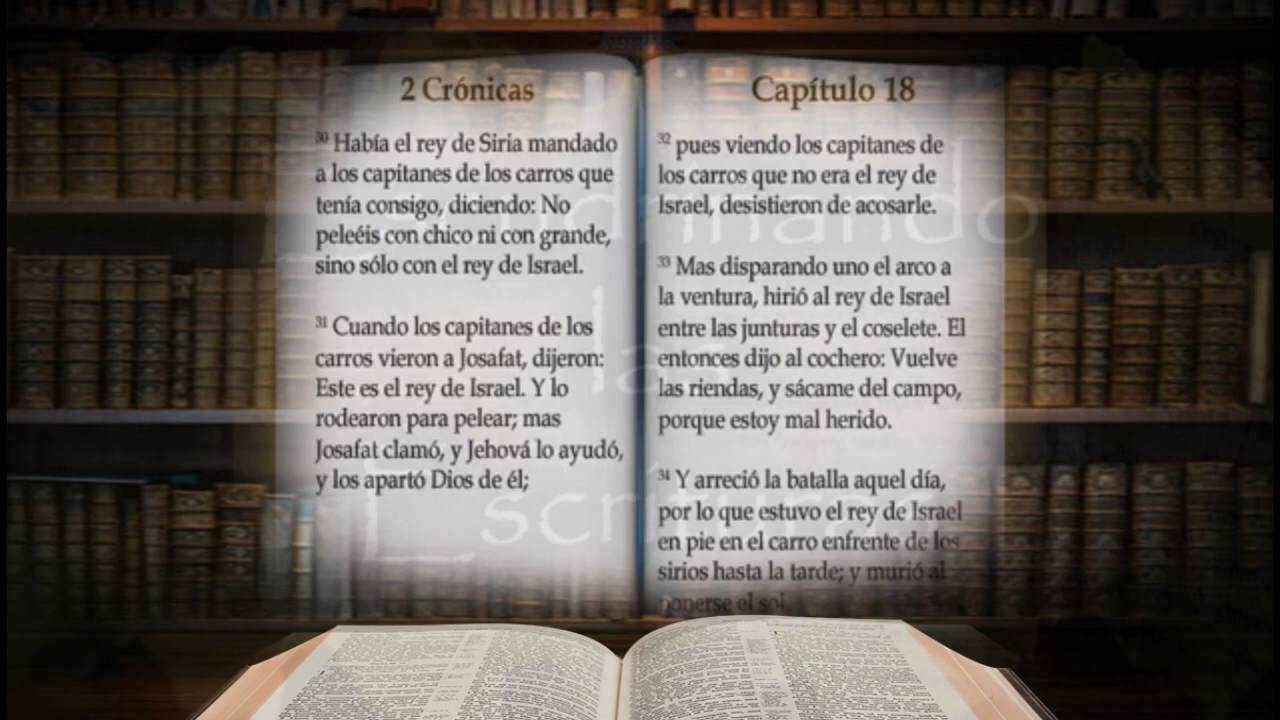 2 Crónicas
30 Había el rey de Siria mandado
a los capitanes de los carros que
tenía consigo, diciendo: No
peleéis con chico ni con grande,
sino sólo con el rey de Israel.
31 Cuando los capitanes de los
carros vieron a Josafat, dijeron:
Este es el rey de Israel. Y lo
rodearon para pelear; mas
Josafat clamó, y Jehová lo ayudó,
y los apartó Dios de él;
Capítulo 18
32 pues viendo los capitanes de
los carros que no era el rey de
Israel, desistieron de acosarle.
33 Mas disparando uno el arco a
la ventura, hirió al rey de Israel
entre las junturas y el coselete. El
entonces dijo al cochero: Vuelve
las riendas, y sácame del campo,
porque estoy mal herido.
34 Y arreció la batalla aquel día,
por lo que estuvo el rey de Israel
en pie en el carro enfrente de los
sirios hasta la tarde; y murió al
ponerse el sol.
las
Escrituras